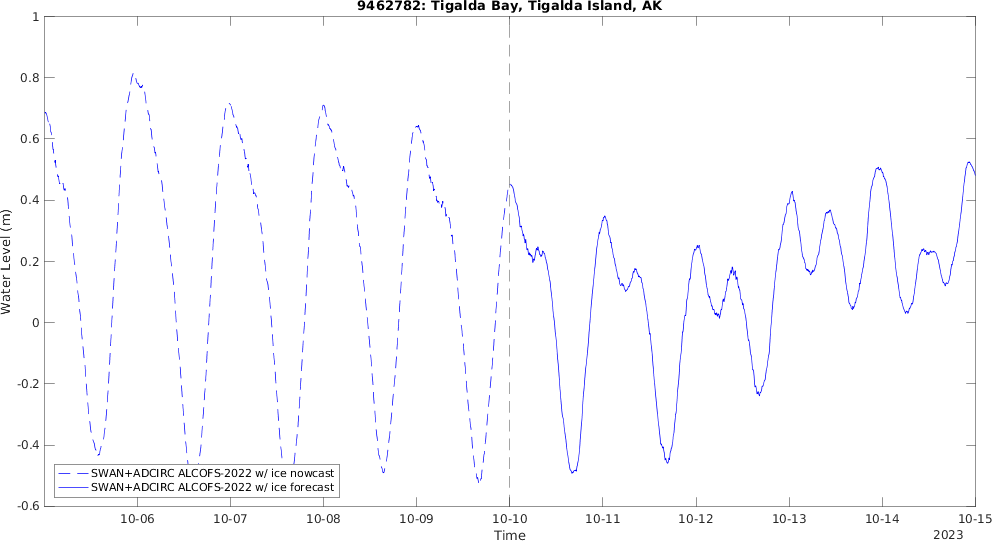 9462782: Tigalda Bay, Tigalda Island, AK
1
0.8
0.6
0.4
0.2
0
-0.2
-0.4
-0.6
Water Level (m)
SWAN+ADCIRC ALCOFS-2022 w/ ice nowcast
SWAN+ADCIRC ALCOFS-2022 w/ ice forecast
10-06 10-07 10-08 10-09 10-10 10-11 10-12 10-13 10-14 10-15
Time
2023